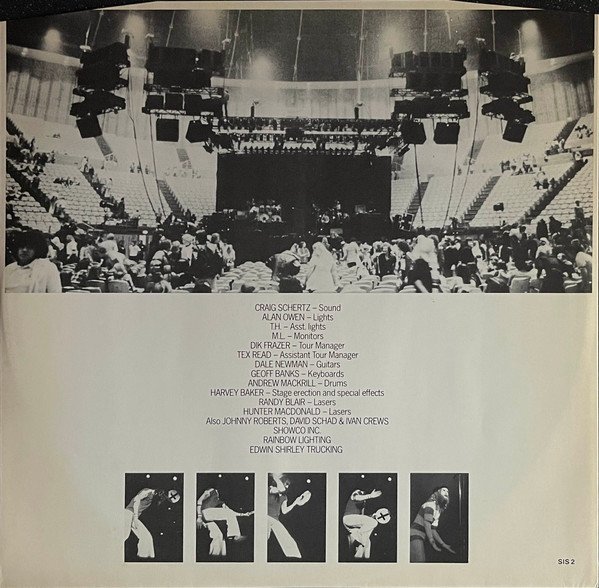 CRAIG SCHERTZ – Sound
ALAN OWEN – Lights
T.H. – Asst. lights
M.L. – Monitors
DIK FRAZER – Tour Manager
TEX READ – Assistant Tour Manager
DALE NEWMAN – Guitars
GEOFF BANKS – Keyboards
ANDREW MACKRILL – Drums
HARVEY BAKER – Stage erection and special effects
RANDY BLAIR – Lasers
HUNTER MACDONALD – Lasers
Also JOHNNY ROBERTS, DAVID SCHAD & IVAN CREWS
SHOWCO INC.
RAINBOW LIGHTING
EDWIN SHIRLEY TRUCKING
SIS 2